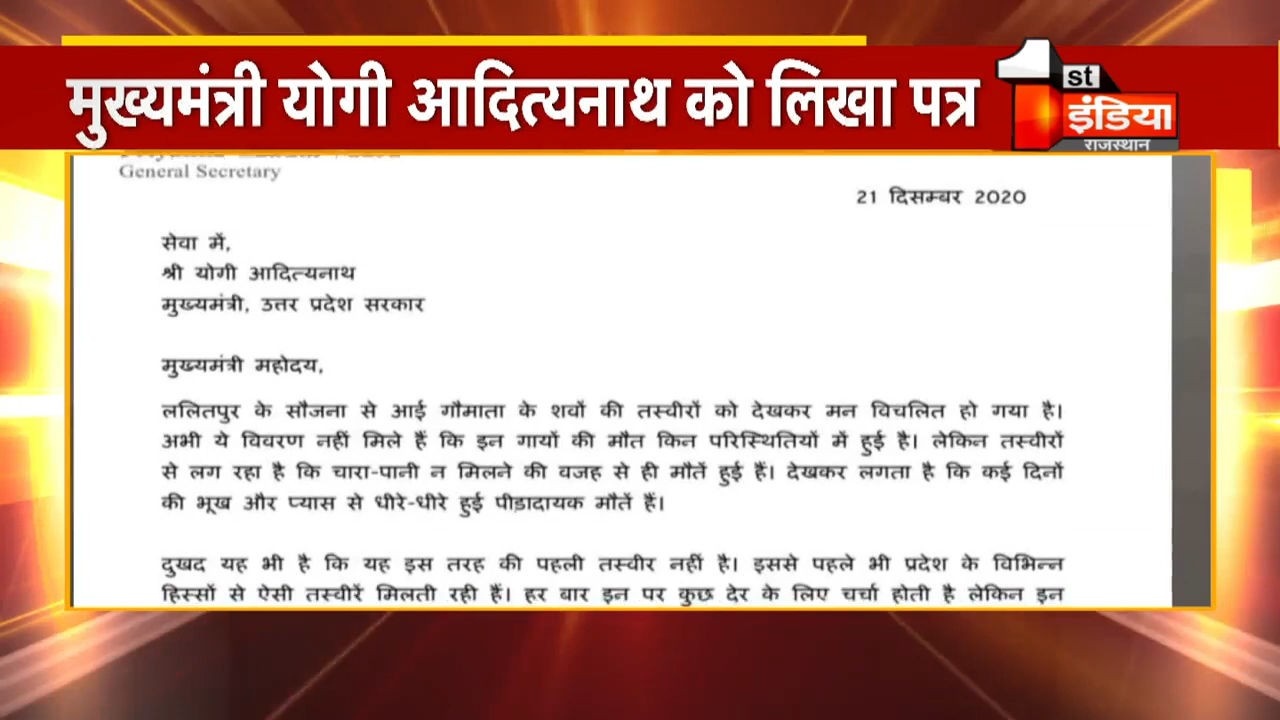 मुख्यमंत्री योगी आदित्यनाथ को लिखा पत्र
1st
इंडिया
राजस्थान
General Secretary
21 दिसम्बर 2020
सेवा में,
श्री योगी आदित्यनाथ
मुख्यमंत्री, उत्तर प्रदेश सरकार
मुख्यमंत्री महोदय,
ललितपुर के सौजना से आई गौमाता के शवों की तस्वीरों को देखकर मन विचलित हो गया है।
अभी ये विवरण नहीं मिले हैं कि इन गायों की मौत किन परिस्थितियों में हुई है। लेकिन तस्वीरों
से लग रहा है कि चारा-पानी न मिलने की वजह से ही मौतें हुई हैं। देखकर लगता है कि कई दिनों
की भूख और प्यास से धीरे-धीरे हुई पीड़ादायक मौतें हैं।
दुखद यह भी है कि यह इस तरह की पहली तस्वीर नहीं है। इससे पहले भी प्रदेश के विभिन्न
हिस्सों से ऐसी तस्वीरें मिलती रही हैं। हर बार इन पर कुछ देर के लिए चर्चा होती है लेकिन इन